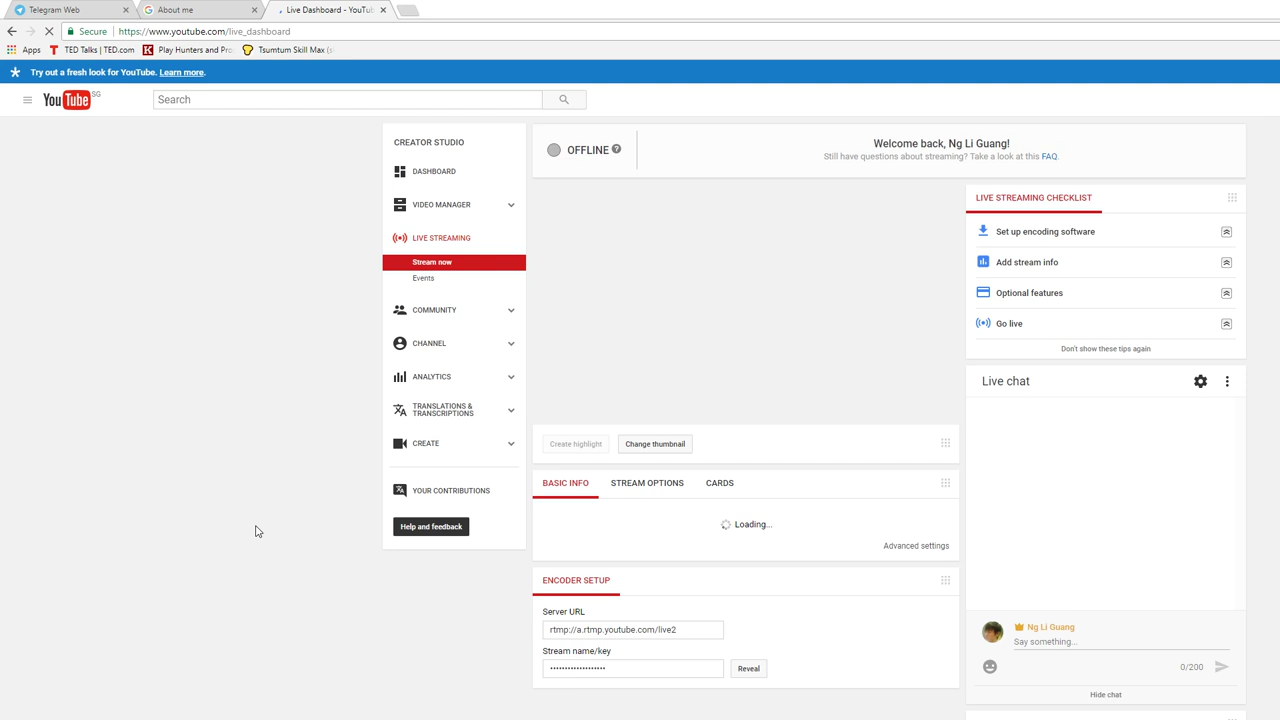 Telegram Web
About me
Live Dashboard - YouTub
Secure
https://www.youtube.com/live_dashboard
Apps
TED Talks | TED.com
Play Hunters and Pro
Tsumtum Skill Max (s
Try out a fresh look for YouTube. Learn more.
YouTube SG
Search
CREATOR STUDIO
DASHBOARD
VIDEO MANAGER
LIVE STREAMING
Stream now
Events
COMMUNITY
CHANNEL
ANALYTICS
TRANSLATIONS &
TRANSCRIPTIONS
CREATE
YOUR CONTRIBUTIONS
Help and feedback
OFFLINE ?
Welcome back, Ng Li Guang!
Still have questions about streaming? Take a look at this FAQ.
Create highlight
Change thumbnail
BASIC INFO
STREAM OPTIONS
CARDS
Loading...
Advanced settings
ENCODER SETUP
Server URL
rtmp://a.rtmp.youtube.com/live2
Stream name/key
•••••••••••••••••••
Reveal
LIVE STREAMING CHECKLIST
Set up encoding software
Add stream info
Optional features
Go live
Don't show these tips again
Live chat
Ng Li Guang
Say something...
0/200
Hide chat